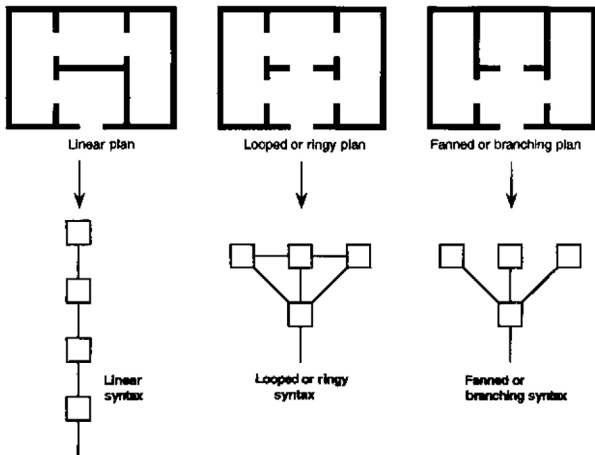 Linear plan
Looped or ringy plan
Fanned or branching plan
Linear
syntax
Looped or ringy
syntax
Fanned or
branching syntax